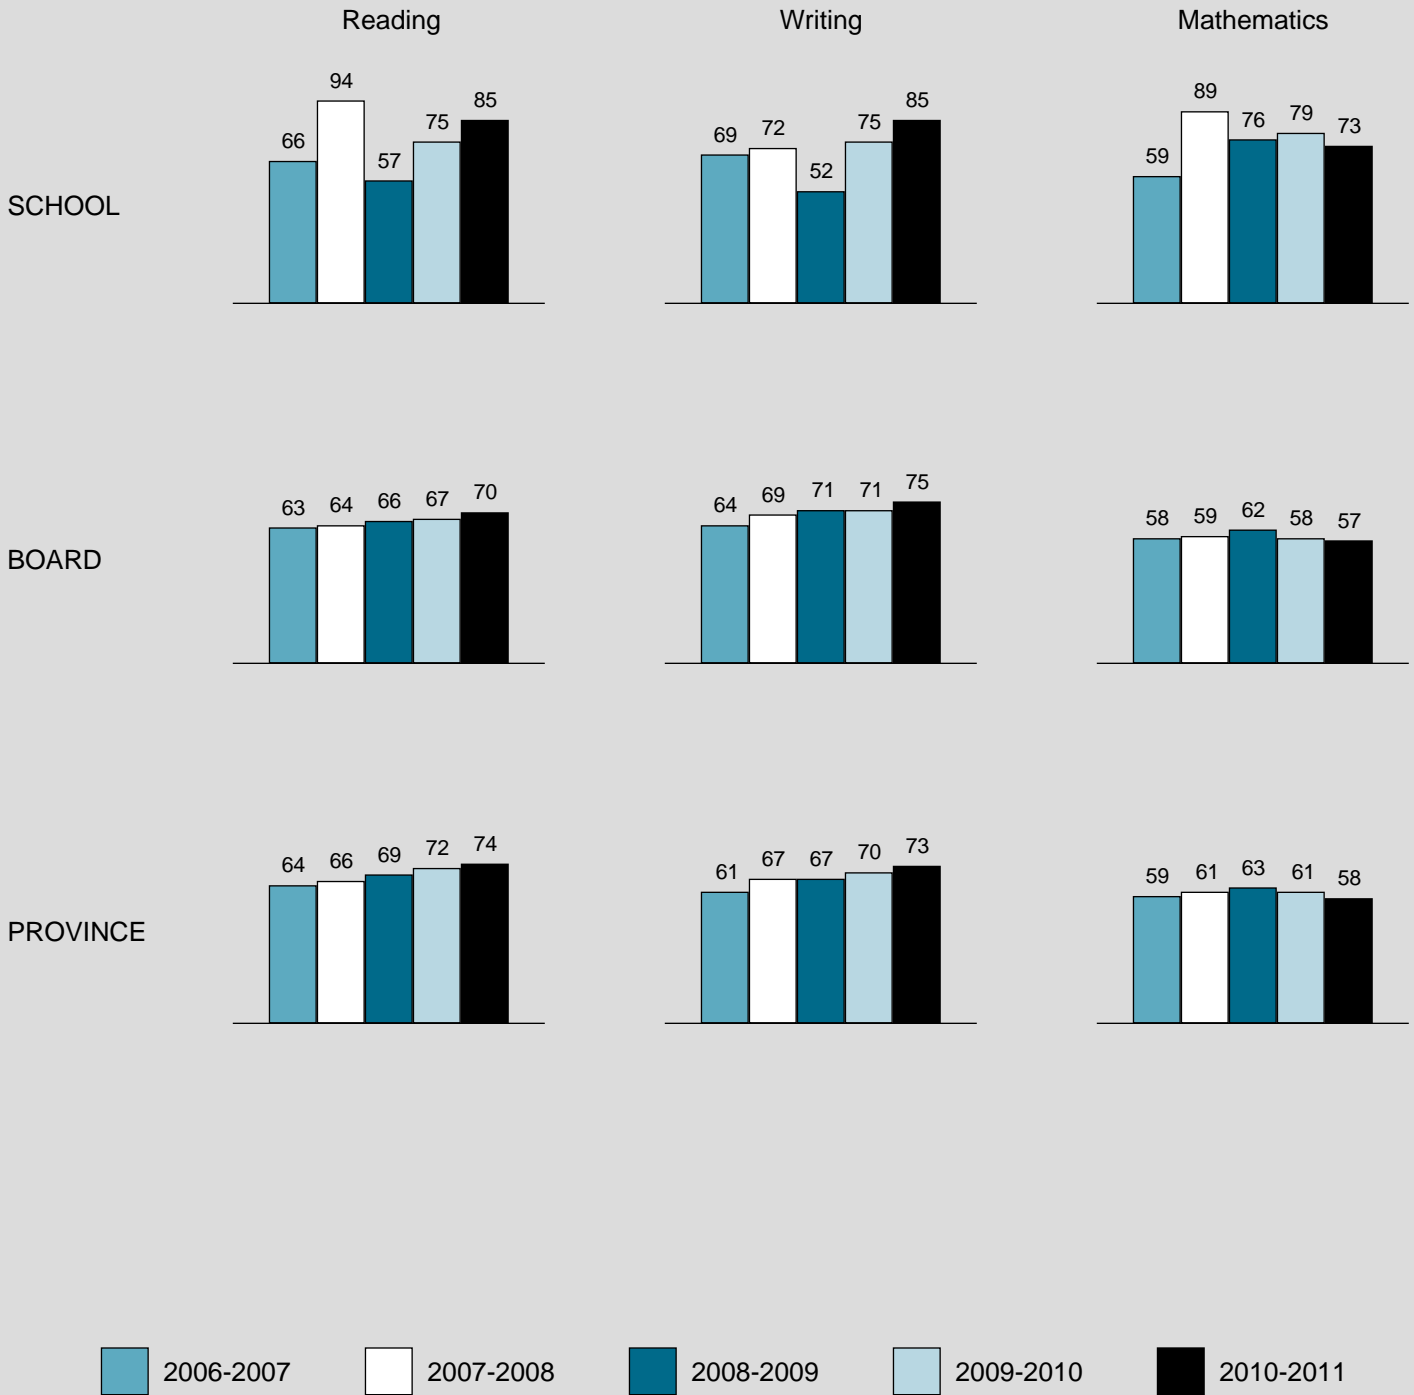 Reading Writing Mathematics
SCHOOL
66 94 57 75 85
69 72 52 75 85
59 89 76 79 73
BOARD
63 64 66 67 70
64 69 71 71 75
58 59 62 58 57
PROVINCE
64 66 69 72 74
61 67 67 70 73
59 61 63 61 58
2006-2007 2007-2008 2008-2009 2009-2010 2010-2011